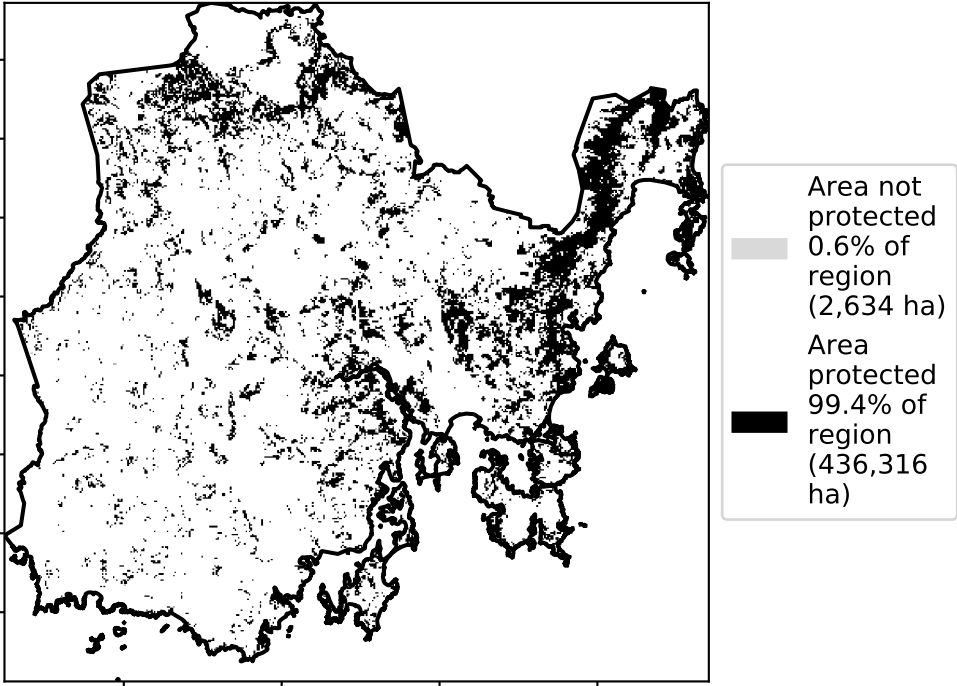 Area not
protected
0.6% of
region
(2,634 ha)
Area
protected
99.4% of
region
(436,316
ha)